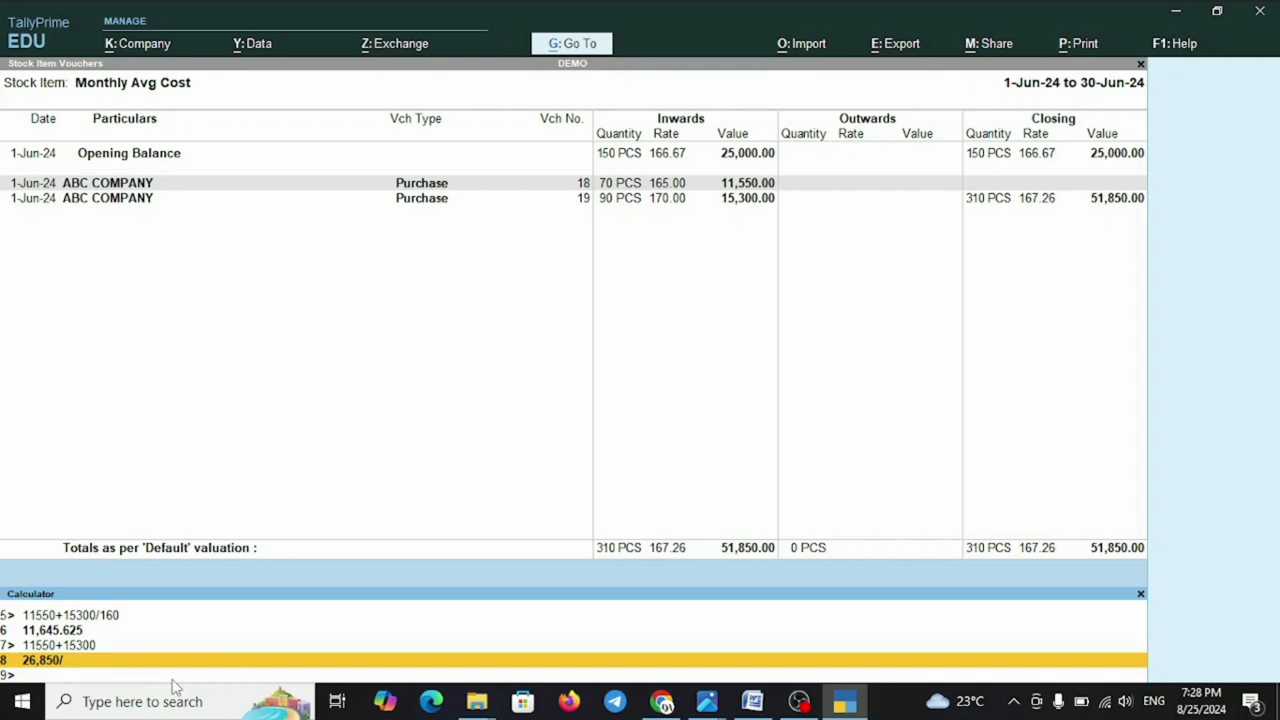 TallyPrime
EDU
MANAGE
K:Company Y:Data Z:Exchange G:Go To O:Import E:Export M:Share P:Print F1:Help
Stock Item Vouchers DEMO
Stock Item: Monthly Avg Cost 1-Jun-24 to 30-Jun-24
Date Particulars Vch Type Vch No. Inwards Outwards Closing
Quantity Rate Value Quantity Rate Value Quantity Rate Value
1-Jun-24 Opening Balance 150 PCS 166.67 25,000.00 150 PCS 166.67 25,000.00
1-Jun-24 ABC COMPANY Purchase 18 70 PCS 165.00 11,550.00
1-Jun-24 ABC COMPANY Purchase 19 90 PCS 170.00 15,300.00 310 PCS 167.26 51,850.00
Totals as per 'Default' valuation : 310 PCS 167.26 51,850.00 0 PCS 310 PCS 167.26 51,850.00
Calculator
5> 11550+15300/160
6 11,645.625
7> 11550+15300
8 26,850/
9>
Type here to search 23°C ENG 7:28 PM
8/25/2024 3